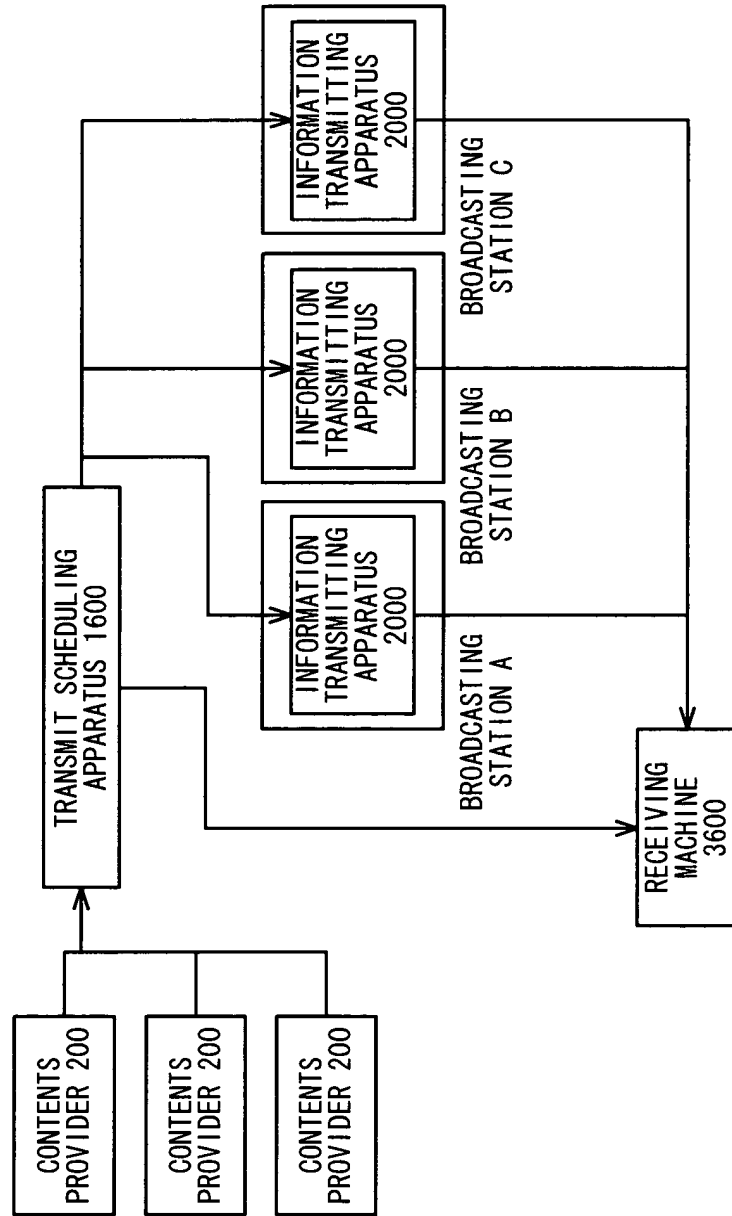 CONTENTS
PROVIDER 200
CONTENTS
PROVIDER 200
CONTENTS
PROVIDER 200
TRANSMIT SCHEDULING
APPARATUS 1600
INFORMATION
TRANSMITTING
APPARATUS
2000
BROADCASTING
STATION A
INFORMATION
TRANSMITTING
APPARATUS
2000
BROADCASTING
STATION B
INFORMATION
TRANSMITTING
APPARATUS
2000
BROADCASTING
STATION C
RECEIVING
MACHINE
3600